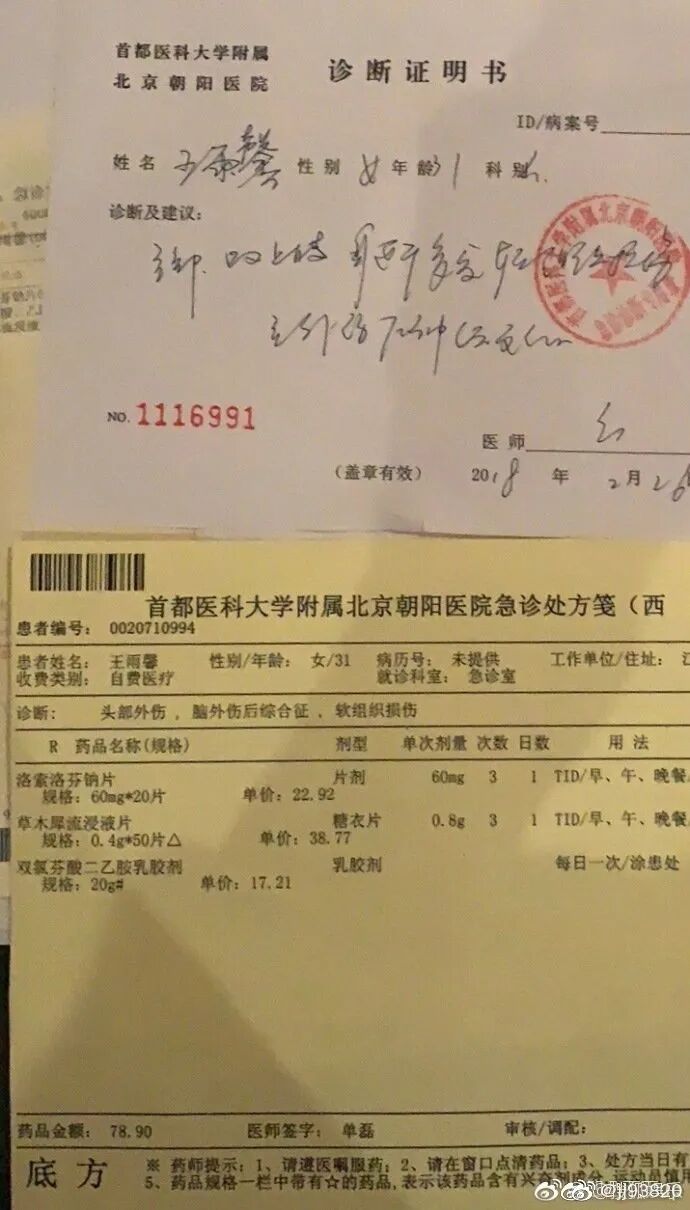 首都医科大学附属
北京朝阳医院
诊断证明书
ID/病案号
姓名 王雨馨 性别 女 年龄 31 科别
诊断及建议:
NO. 1116991
医师
(盖章有效) 2018 年 2月 26
首都医科大学附属北京朝阳医院急诊处方笺(西
患者编号: 0020710994
患者姓名: 王雨馨 性别/年龄: 女/31 病历号: 未提供 工作单位/住址: 江
收费类别: 自费医疗 就诊科室: 急诊室
诊断: 头部外伤 , 脑外伤后综合征 , 软组织损伤
R 药品名称(规格) 剂型 单次剂量 次数 日数 用 法
洛索洛芬钠片 片剂 60mg 3 1 TID/早、午、晚餐
规格: 60mg*20片 单价: 22.92
草木犀流浸液片 糖衣片 0.8g 3 1 TID/早、午、晚餐
规格: 0.4g*50片△ 单价: 38.77
双氯芬酸二乙胺乳胶剂 乳胶剂 每日一次/涂患处
规格: 20g# 单价: 17.21
药品金额: 78.90 医师签字: 单磊 审核/调配:
底方 ※ 药师提示: 1、请遵医嘱服药; 2、请在窗口点清药品; 3、处方当日有
5、药品规格一栏中带有☆的药品, 表示该药品含有兴奋剂成分